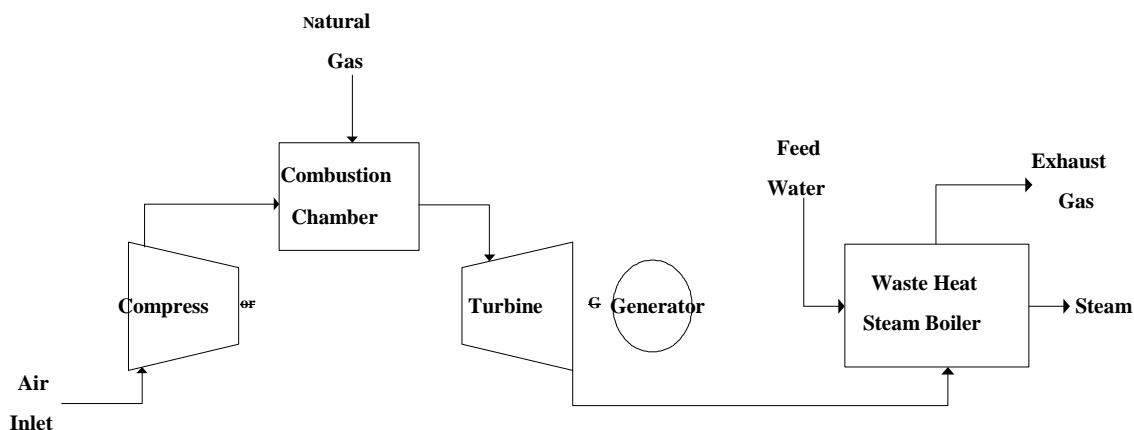 Natural
Gas
Combustion
Chamber
Feed
Water
Exhaust
Gas
Compress or
Turbine
G Generator
Waste Heat
Steam Boiler
Steam
Air
Inlet